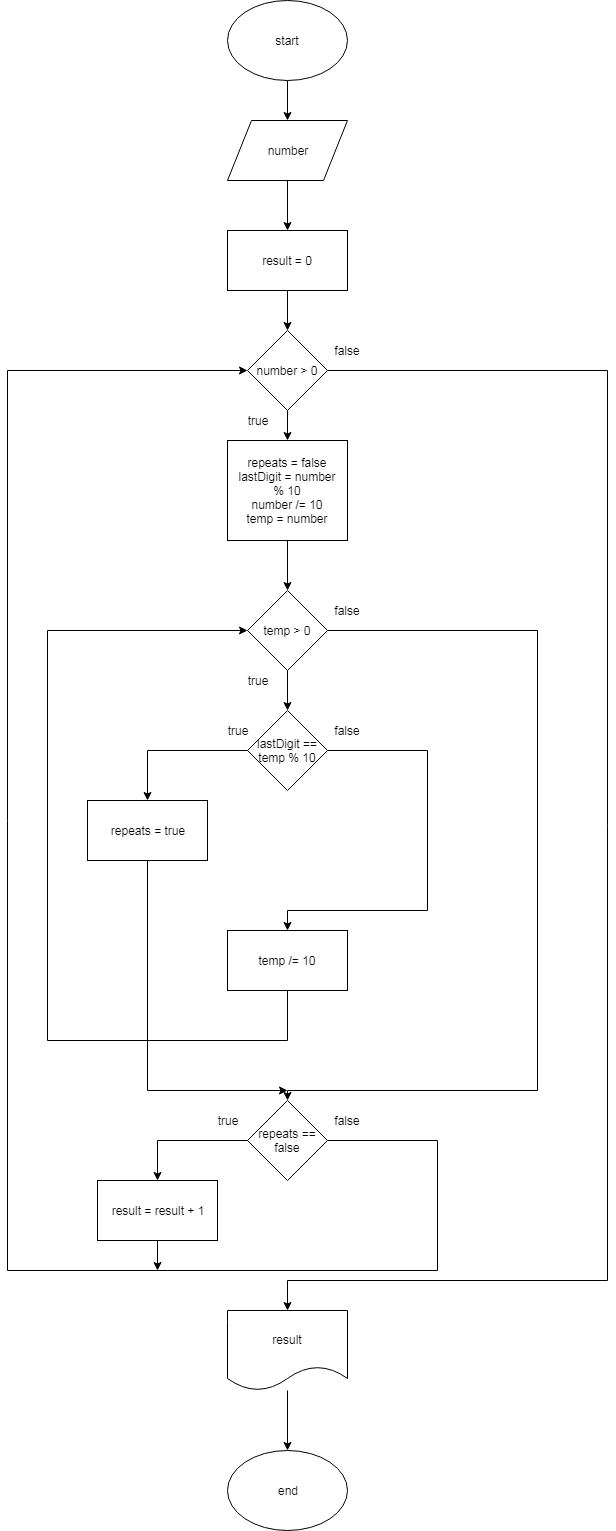 start
number
result = 0
false
number > 0
true
repeats = false
lastDigit = number
% 10
number /= 10
temp = number
false
temp > 0
true
true
false
lastDigit ==
temp % 10
repeats = true
temp /= 10
true
false
repeats ==
false
result = result + 1
result
end